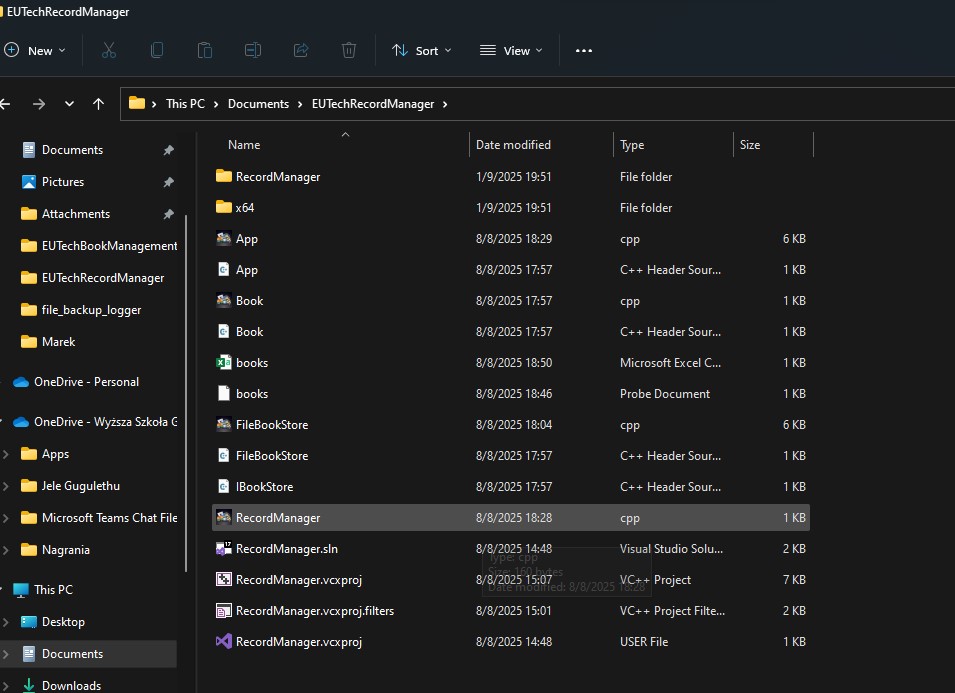 EUTechRecordManager
New
Sort
View
This PC > Documents > EUTechRecordManager >
Name Date modified Type Size
Documents
Pictures
Attachments
EUTechBookManagement
EUTechRecordManager
file_backup_logger
Marek
OneDrive - Personal
OneDrive - Wyższa Szkoła G
Apps
Jele Gugulethu
Microsoft Teams Chat File
Nagrania
This PC
Desktop
Documents
Downloads
RecordManager 1/9/2025 19:51 File folder
x64 1/9/2025 19:51 File folder
App 8/8/2025 18:29 cpp 6 KB
App 8/8/2025 17:57 C++ Header Sour... 1 KB
Book 8/8/2025 17:57 cpp 1 KB
Book 8/8/2025 17:57 C++ Header Sour... 1 KB
books 8/8/2025 18:50 Microsoft Excel C... 1 KB
books 8/8/2025 18:46 Probe Document 1 KB
FileBookStore 8/8/2025 18:04 cpp 6 KB
FileBookStore 8/8/2025 17:57 C++ Header Sour... 1 KB
IBookStore 8/8/2025 17:57 C++ Header Sour... 1 KB
RecordManager 8/8/2025 18:28 cpp 1 KB
RecordManager.sln 8/8/2025 14:48 Visual Studio Solu... 2 KB
RecordManager.vcxproj 8/8/2025 15:07 VC++ Project 7 KB
RecordManager.vcxproj.filters 8/8/2025 15:01 VC++ Project Filte... 2 KB
RecordManager.vcxproj 8/8/2025 14:48 USER File 1 KB
Type: cpp
Size: 160 bytes
Date modified: 8/8/2025 18:28